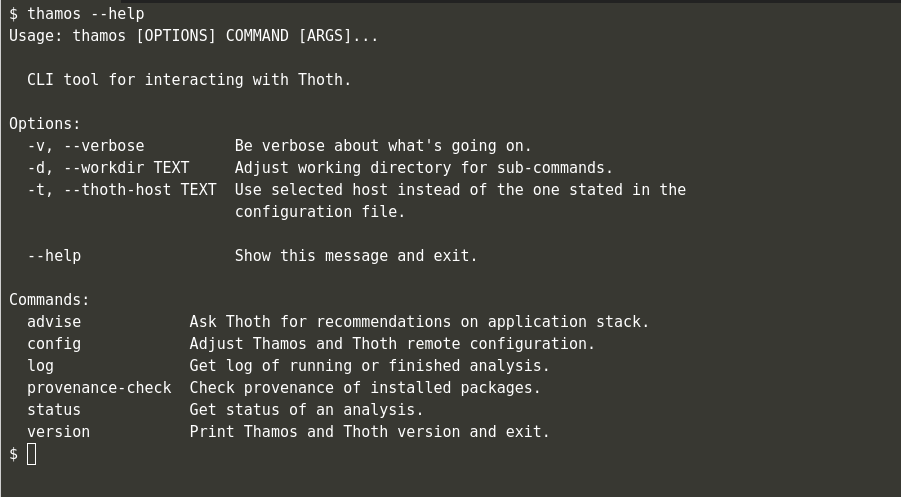 $ thamos --help
Usage: thamos [OPTIONS] COMMAND [ARGS]...

  CLI tool for interacting with Thoth.

Options:
  -v, --verbose          Be verbose about what's going on.
  -d, --workdir TEXT     Adjust working directory for sub-commands.
  -t, --thoth-host TEXT  Use selected host instead of the one stated in the
                         configuration file.

  --help                 Show this message and exit.

Commands:
  advise            Ask Thoth for recommendations on application stack.
  config            Adjust Thamos and Thoth remote configuration.
  log               Get log of running or finished analysis.
  provenance-check  Check provenance of installed packages.
  status            Get status of an analysis.
  version           Print Thamos and Thoth version and exit.
$